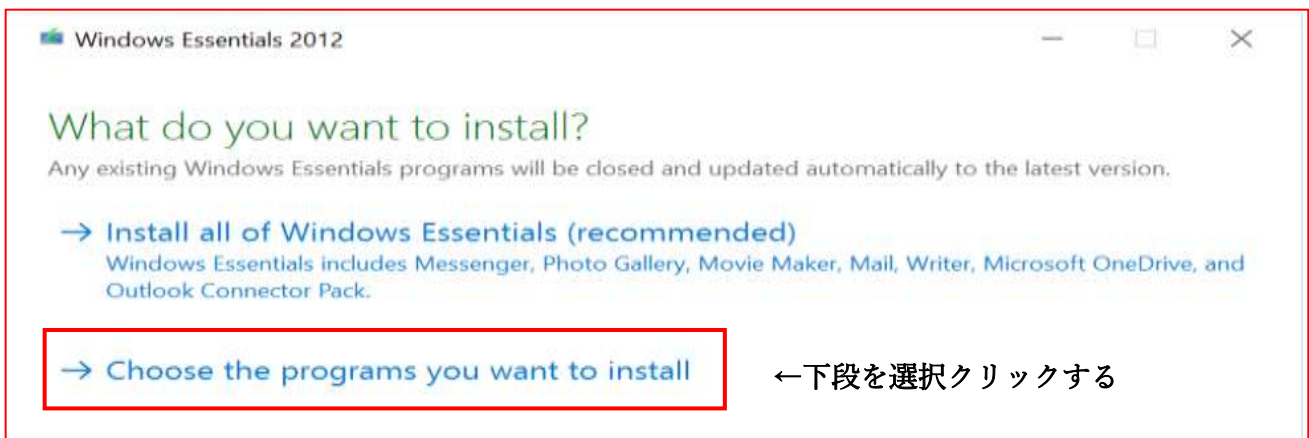 Windows Essentials 2012
What do you want to install?
Any existing Windows Essentials programs will be closed and updated automatically to the latest version.
→ Install all of Windows Essentials (recommended)
Windows Essentials includes Messenger, Photo Gallery, Movie Maker, Mail, Writer, Microsoft OneDrive, and
Outlook Connector Pack.
→ Choose the programs you want to install ←下段を選択クリックする